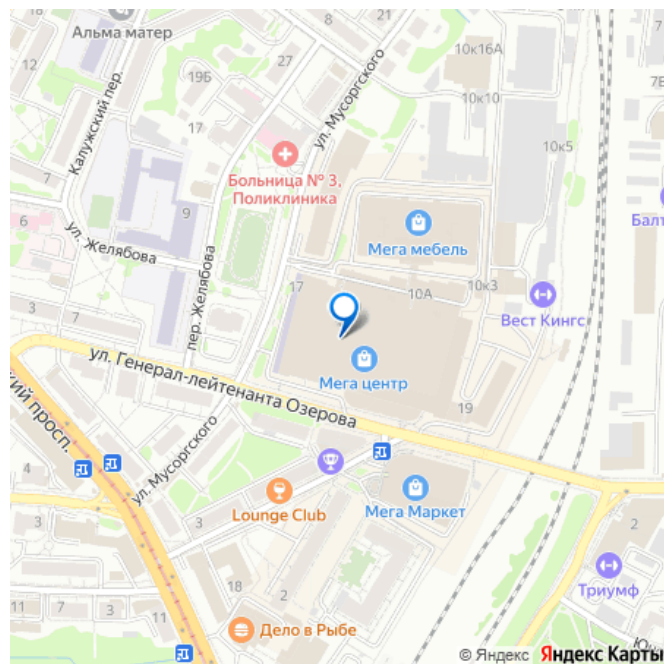 Альма матер
8
21
7
10к16А
27
12
19Б
Калужский пер.
ул. Мусоргского
10к10
7В
17
10к5
Больница № 3,
Поликлиника
7
9
6
ул. Желябова
пер. Желябова
Мега мебель
Балт
17
10А
10к3
Вест Кингс
3
7
ул. Генерал-лейтенанта Озерова
Мега центр
19
кий просп.
ул. Мусоргского
4
Lounge Club
3
Мега Маркет
2
11
7
3
18
Триумф
11
Дело в Рыбе
2
Ю
© Яндекс Яндекс Карты